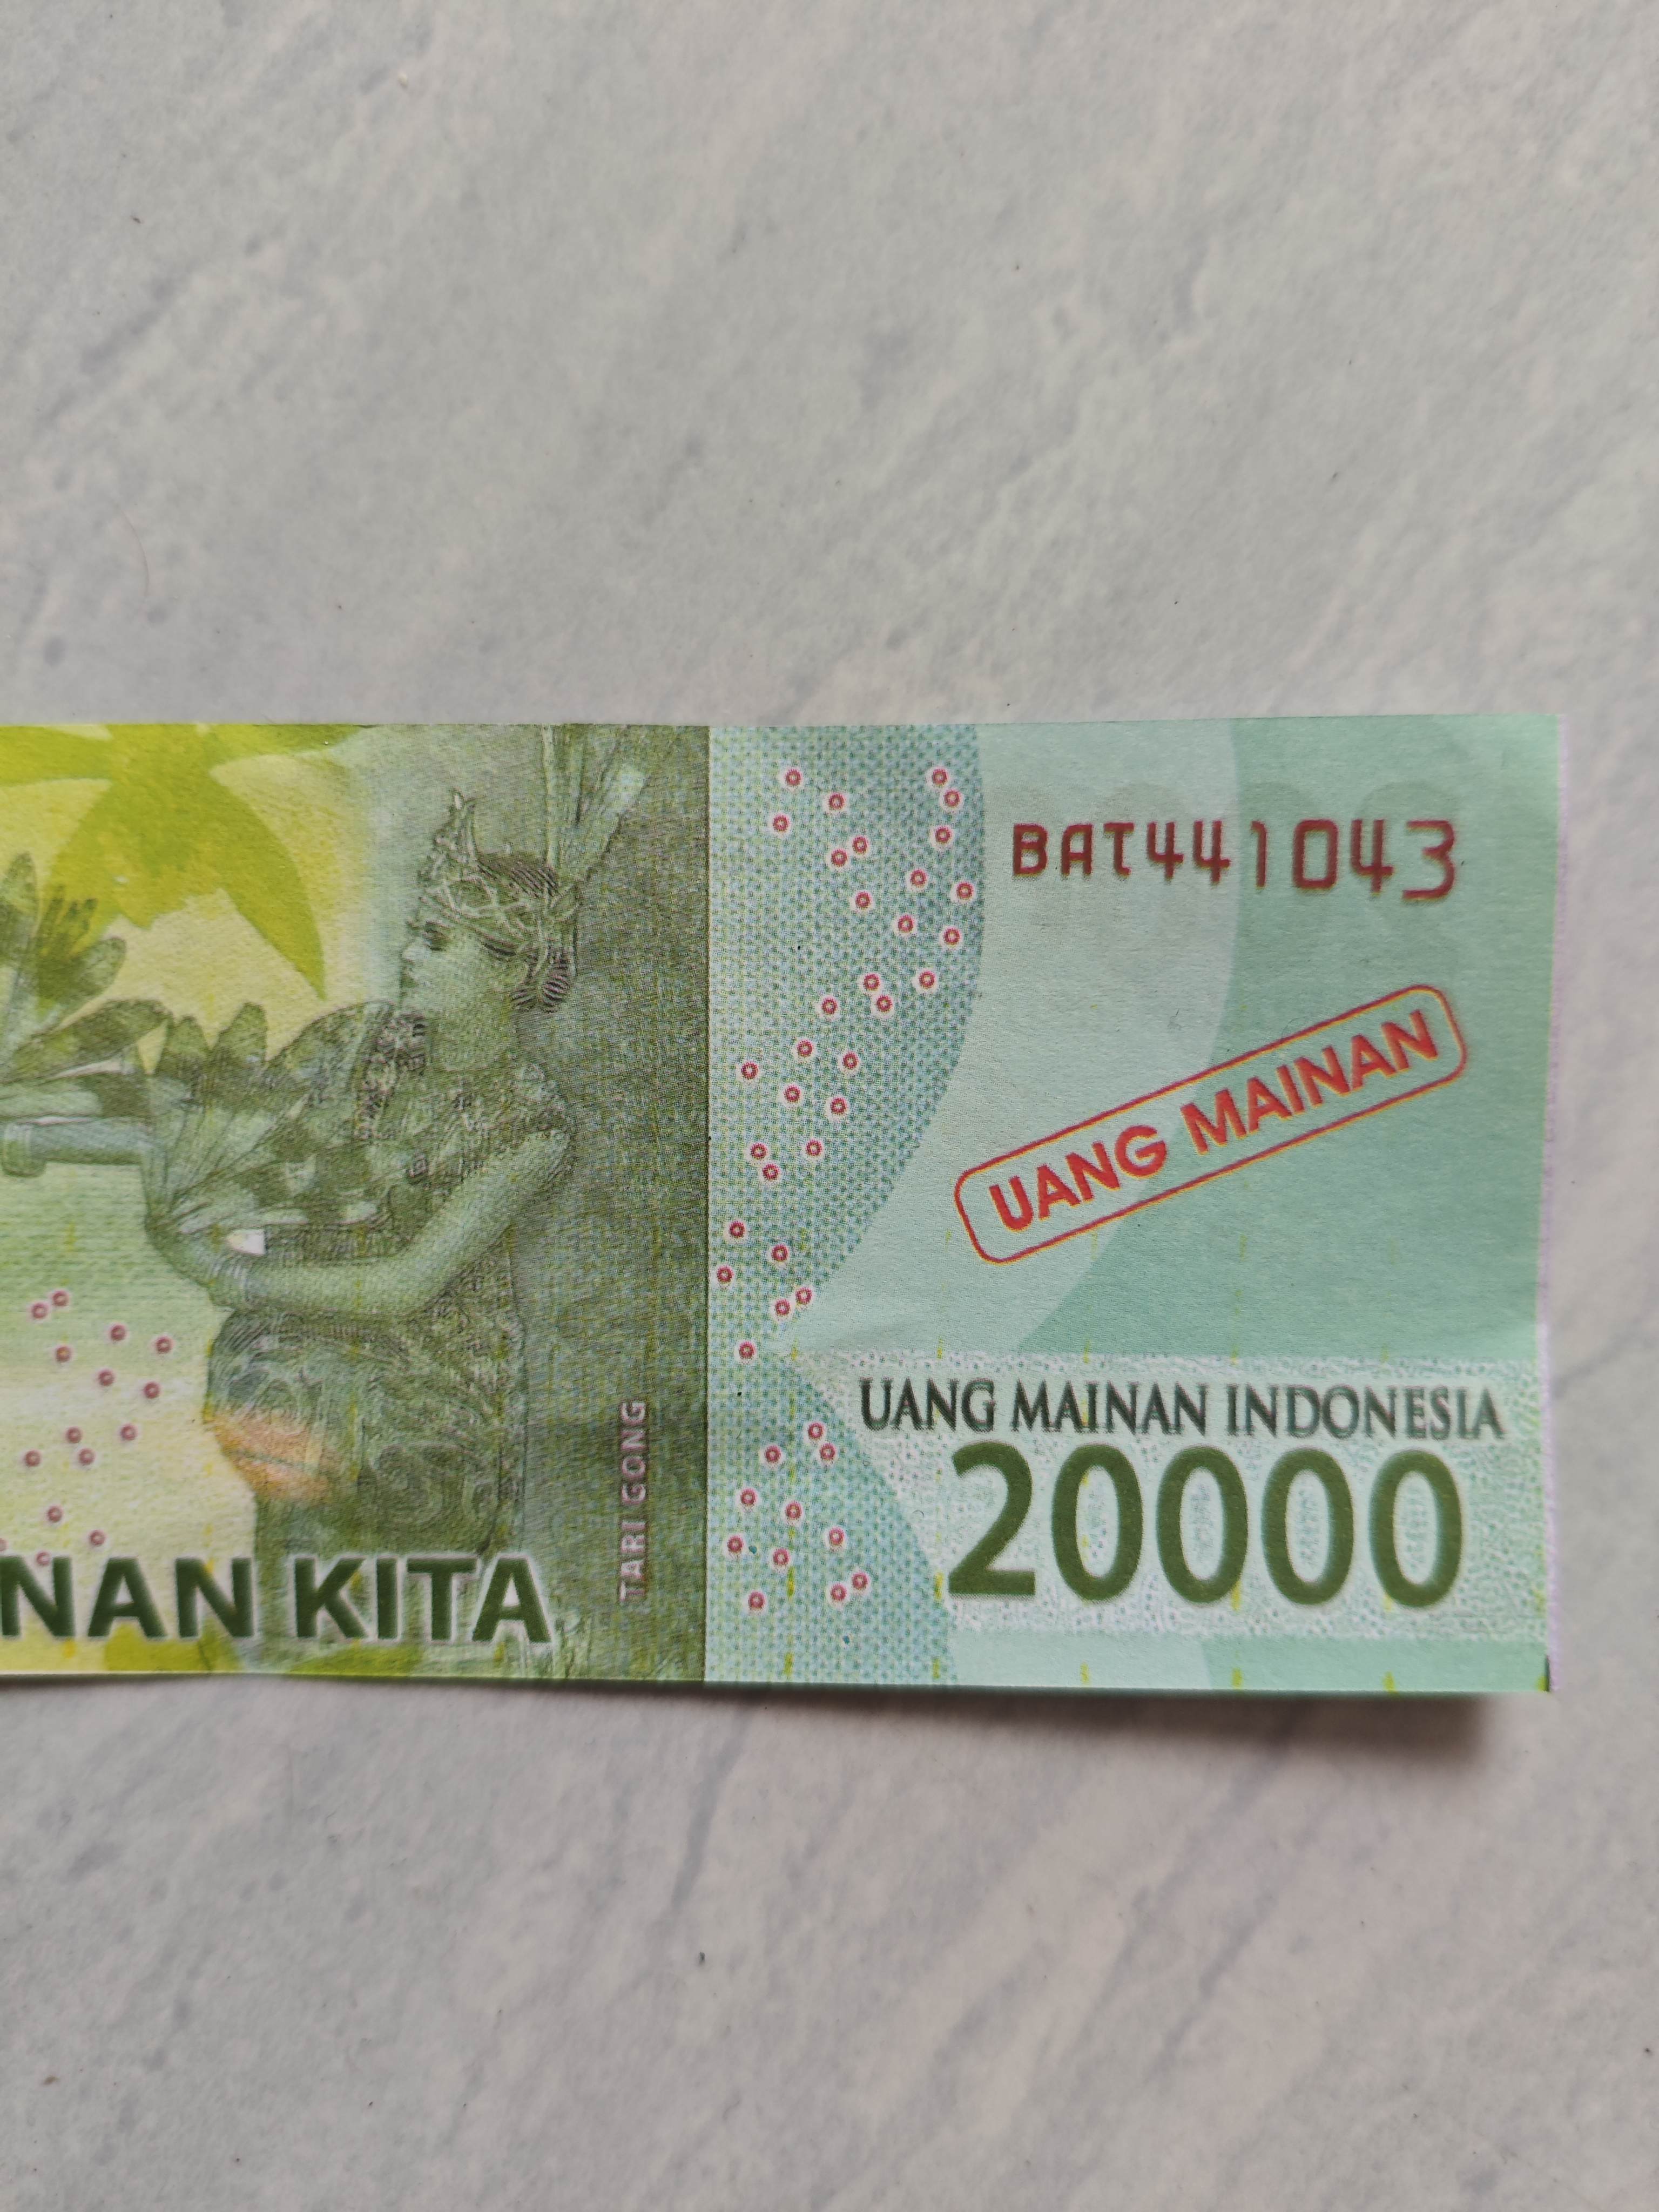 BAT441043
UANG MAINAN
TARI GONG
UANG MAINAN INDONESIA
20000
NAN KITA